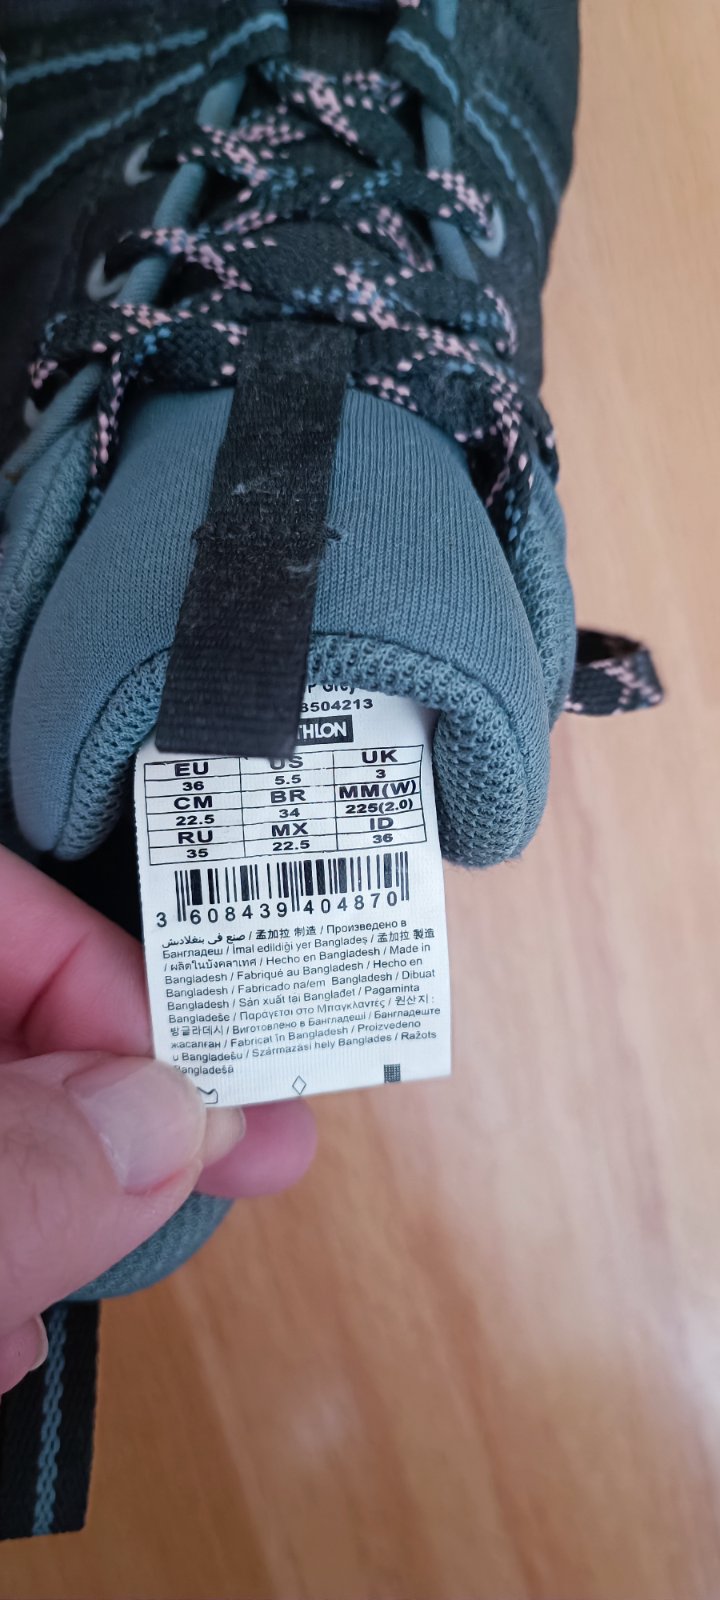 Grey
8504213
THLON
EU US UK
36 5.5 3
CM BR MM(W)
22.5 34 225(2.0)
RU MX ID
35 22.5 36
3 608439 404870
صنع في بنغلاديش / 孟加拉 制造 / Произведено в
Бангладеш / İmal edildiği yer Bangladeş / 孟加拉 製造
/ ผลิตในบังคลาเทศ / Hecho en Bangladesh / Made in
Bangladesh / Fabriqué au Bangladesh / Hecho en
Bangladesh / Fabricado na/em Bangladesh / Dibuat
Bangladesh / Sản xuất tại Banglađet / Pagaminta
Bangladeše / Παράγεται στο Μπαγκλαντές / 원산지 :
방글라데시 / Виготовлено в Бангладеші / Бангладеште
жасалған / Fabricat în Bangladesh / Proizvedeno
u Bangladešu / Származási hely Banglades / Ražots
Bangladešā